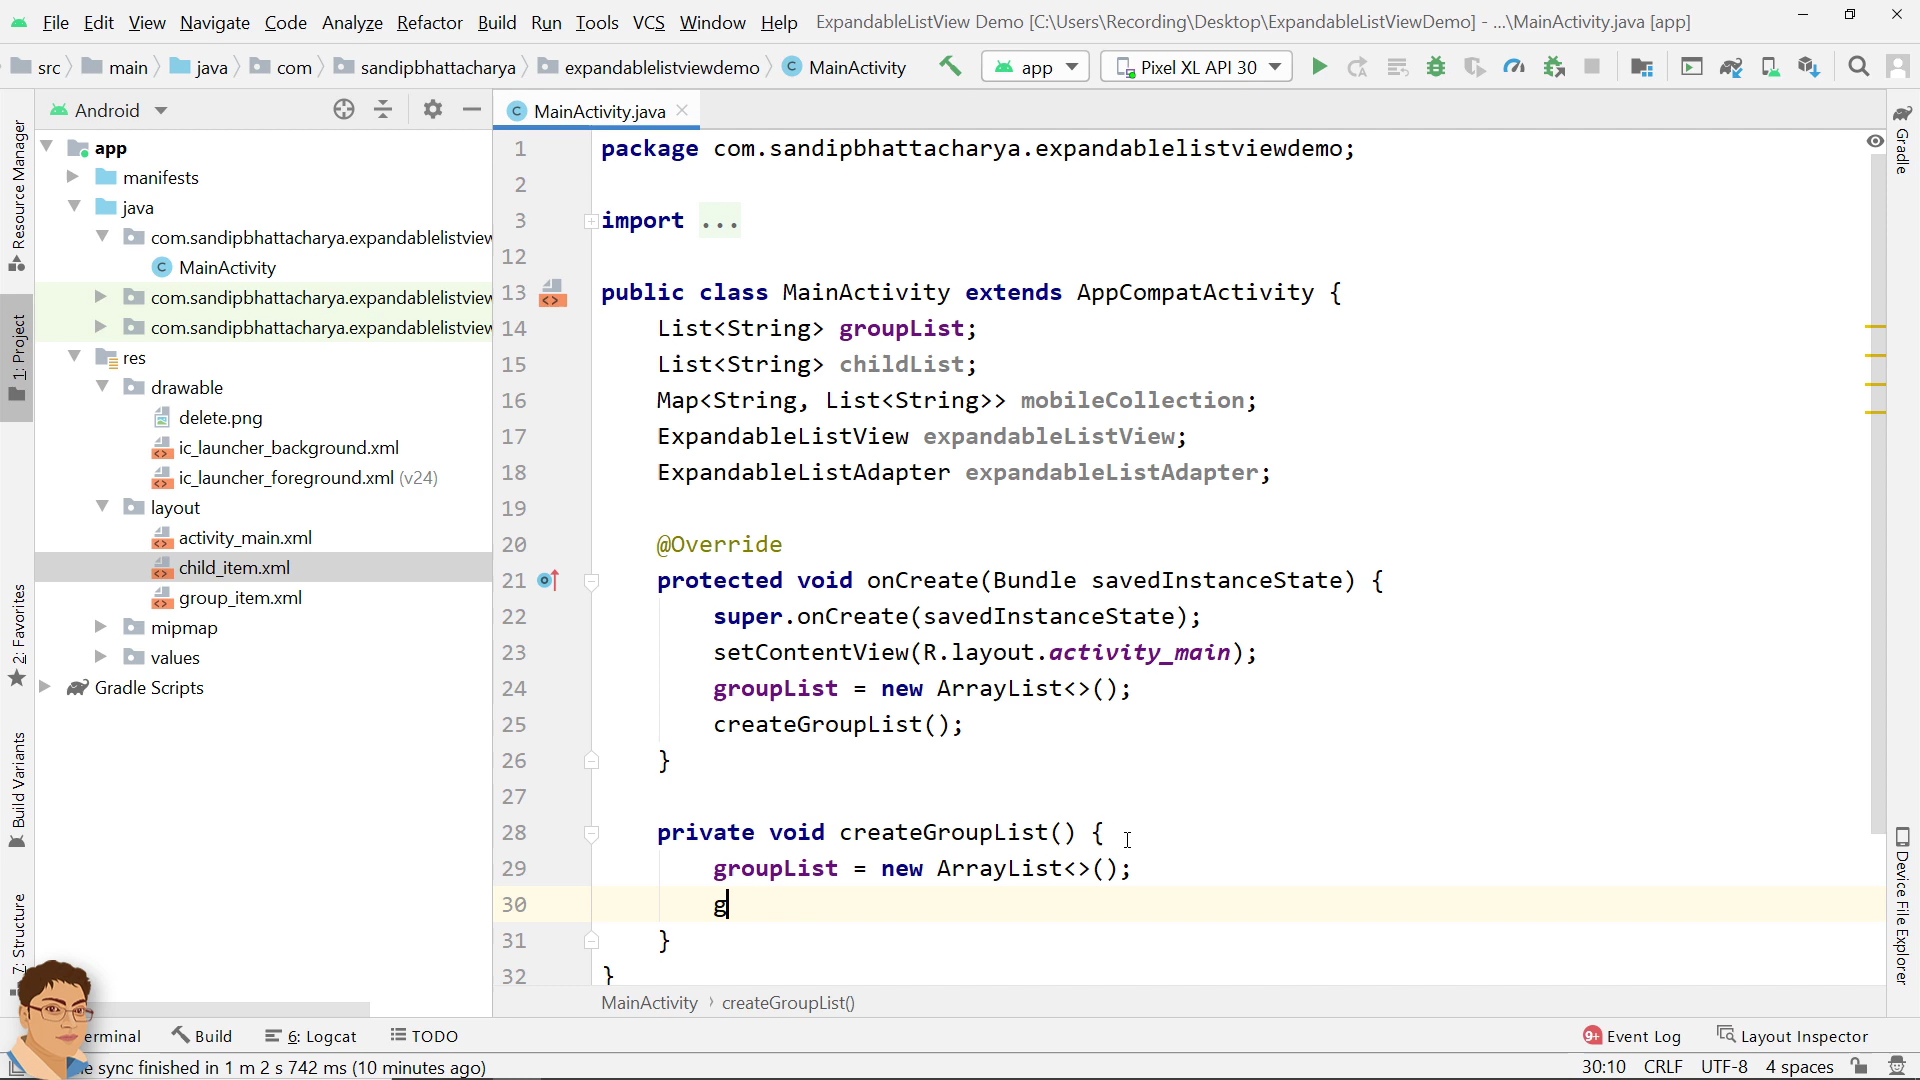 File Edit View Navigate Code Analyze Refactor Build Run Tools VCS Window Help ExpandableListView Demo [C:\Users\Recording\Desktop\ExpandableListViewDemo] - ...\MainActivity.java [app]
src main java com sandipbhattacharya expandablelistviewdemo MainActivity app Pixel XL API 30
Android
MainActivity.java
Resource Manager
1: Project
2: Favorites
Build Variants
7: Structure
app
manifests
java
com.sandipbhattacharya.expandablelistview
MainActivity
com.sandipbhattacharya.expandablelistview
com.sandipbhattacharya.expandablelistview
res
drawable
delete.png
ic_launcher_background.xml
ic_launcher_foreground.xml (v24)
layout
activity_main.xml
child_item.xml
group_item.xml
mipmap
values
Gradle Scripts
1 package com.sandipbhattacharya.expandablelistviewdemo;
2
3 import ...
12
13 public class MainActivity extends AppCompatActivity {
14 List<String> groupList;
15 List<String> childList;
16 Map<String, List<String>> mobileCollection;
17 ExpandableListView expandableListView;
18 ExpandableListAdapter expandableListAdapter;
19
20 @Override
21 protected void onCreate(Bundle savedInstanceState) {
22 super.onCreate(savedInstanceState);
23 setContentView(R.layout.activity_main);
24 groupList = new ArrayList<>();
25 createGroupList();
26 }
27
28 private void createGroupList() {
29 groupList = new ArrayList<>();
30 g
31 }
32 }
MainActivity › createGroupList()
Gradle
Device File Explorer
Build 6: Logcat TODO 9+ Event Log Layout Inspector
sync finished in 1 m 2 s 742 ms (10 minutes ago) 30:10 CRLF UTF-8 4 spaces